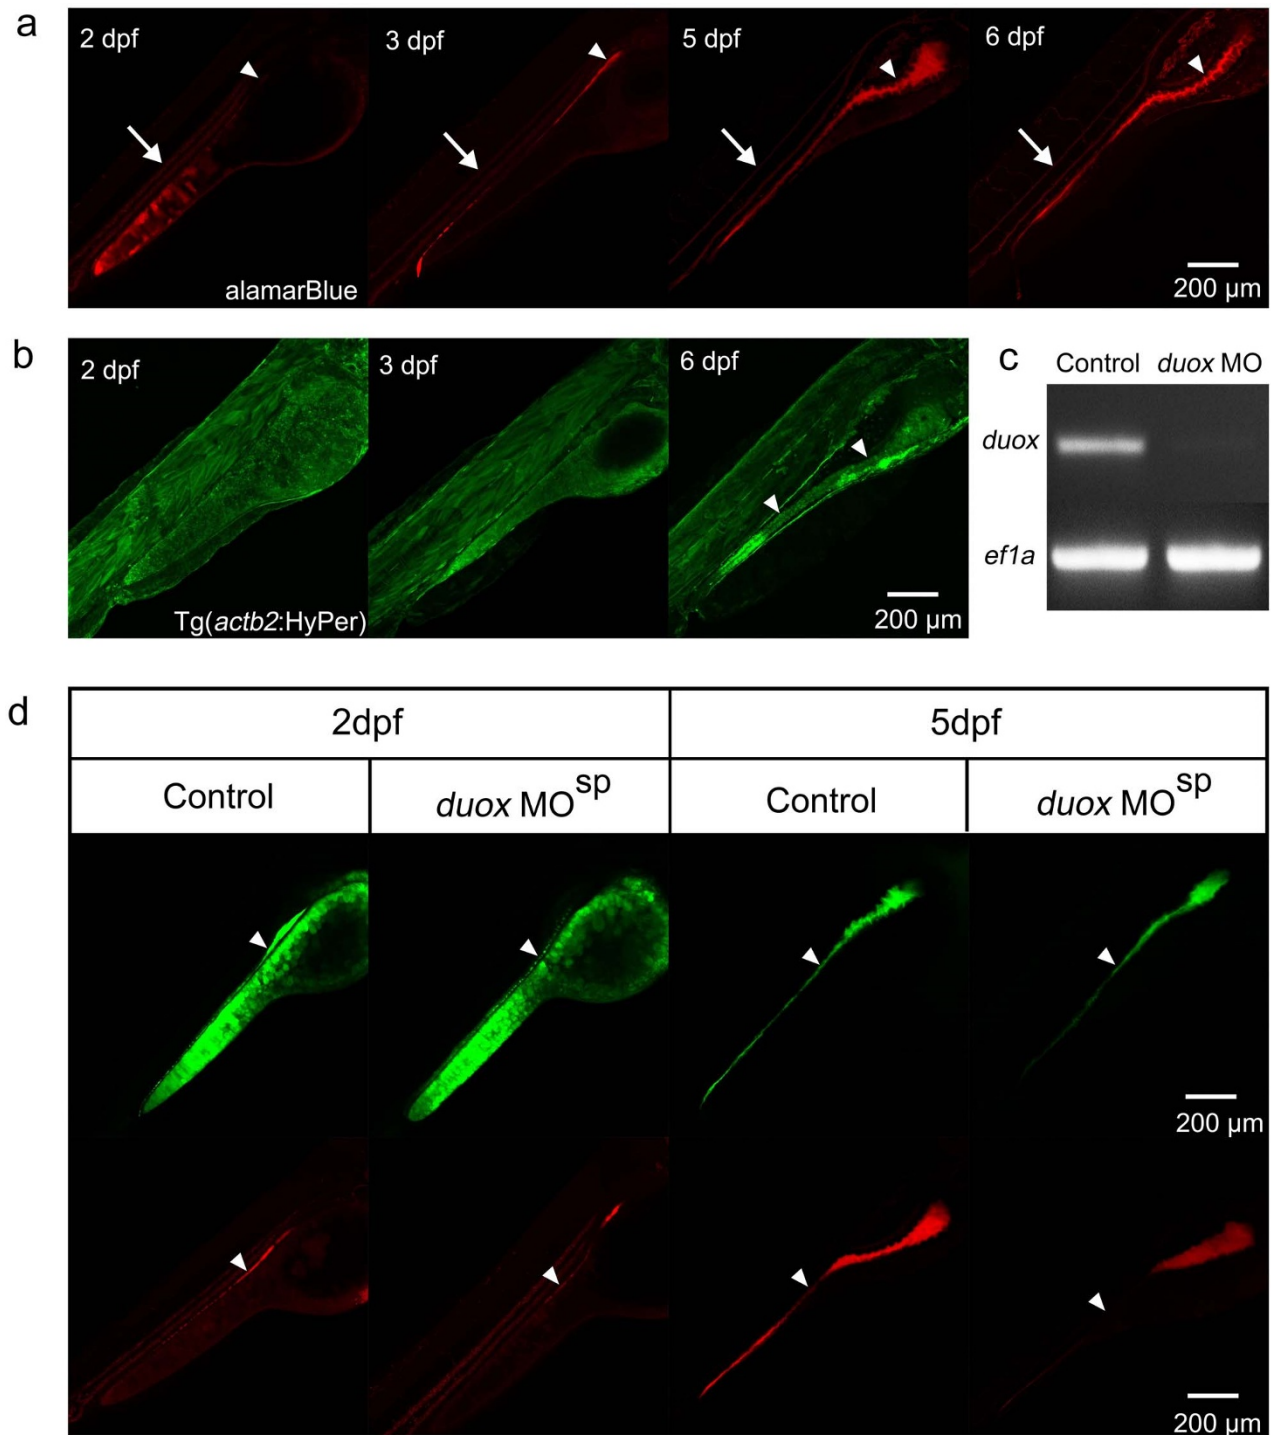 a
2 dpf
3 dpf
5 dpf
6 dpf
alamarBlue
200 µm
b
2 dpf
3 dpf
6 dpf
Tg(actb2:HyPer)
200 µm
c
Control duox MO
duox
ef1a
d
2dpf
5dpf
Control
duox MOsp
Control
duox MOsp
200 µm
200 µm